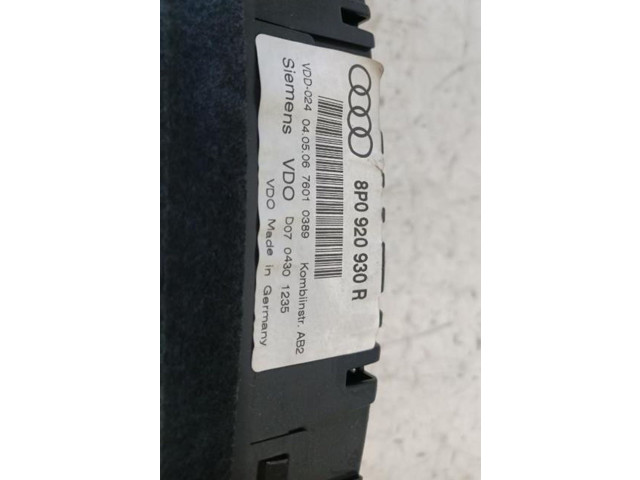 8P0 920 930 R
VDD-024 04.05.06 7601 0389 Kombiinstr. AB2
Siemens VDO D07 0430 1235
VDO Made in Germany